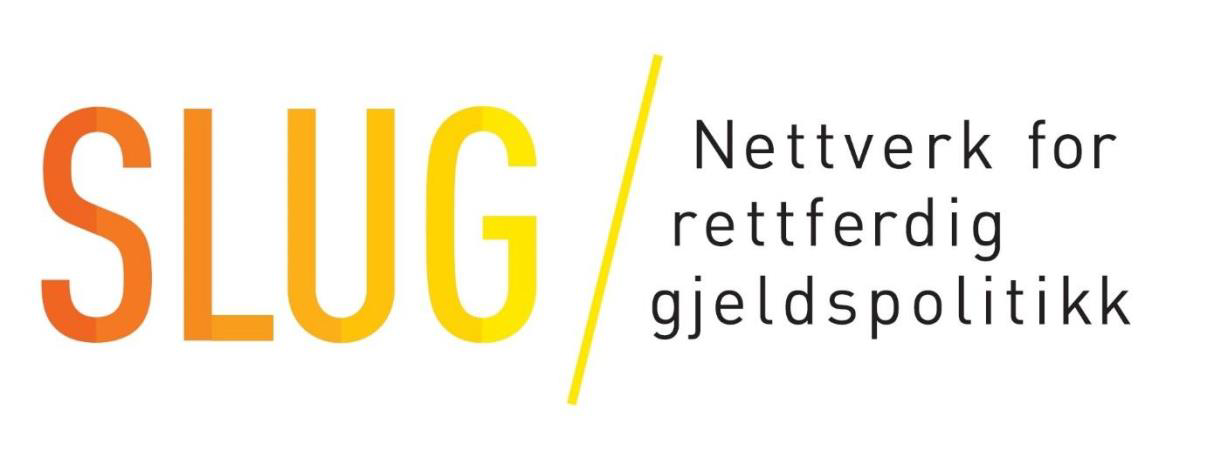 SLUG
Nettverk for
rettferdig
gjeldspolitikk